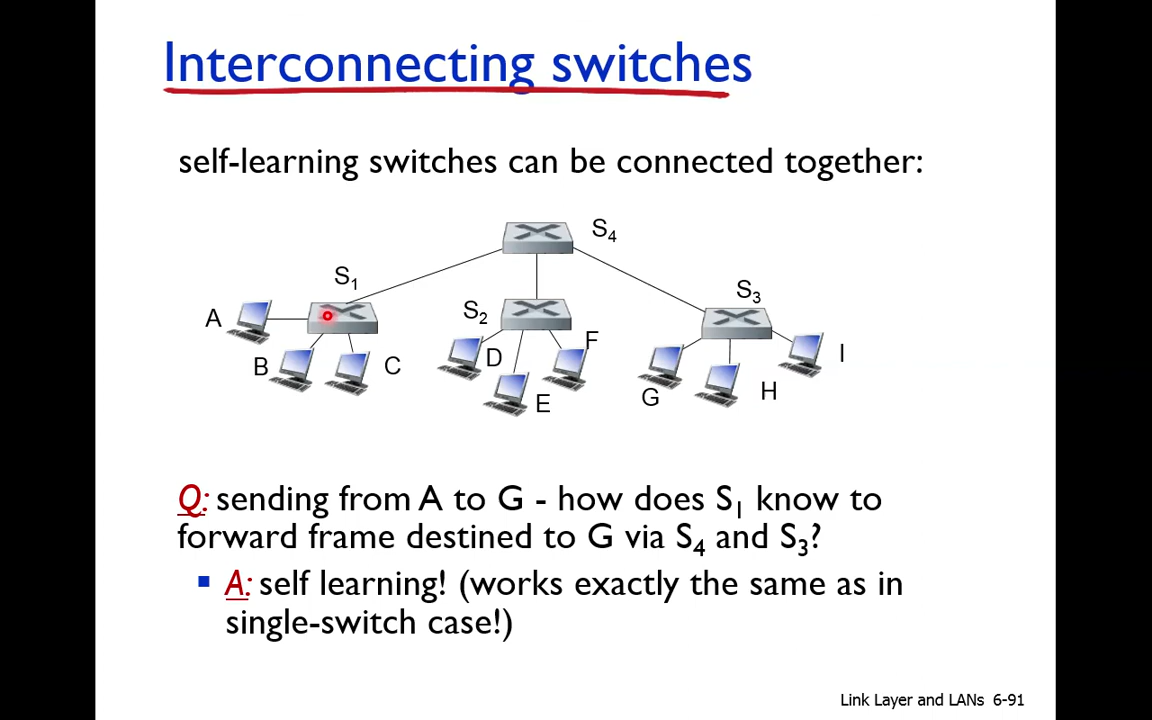 Interconnecting switches
self-learning switches can be connected together:
S4
S1
S3
A
S2
F
D
I
B
C
H
G
E
Q: sending from A to G - how does S1 know to
forward frame destined to G via S4 and S3?
▪ A: self learning! (works exactly the same as in
single-switch case!)
Link Layer and LANs 6-91